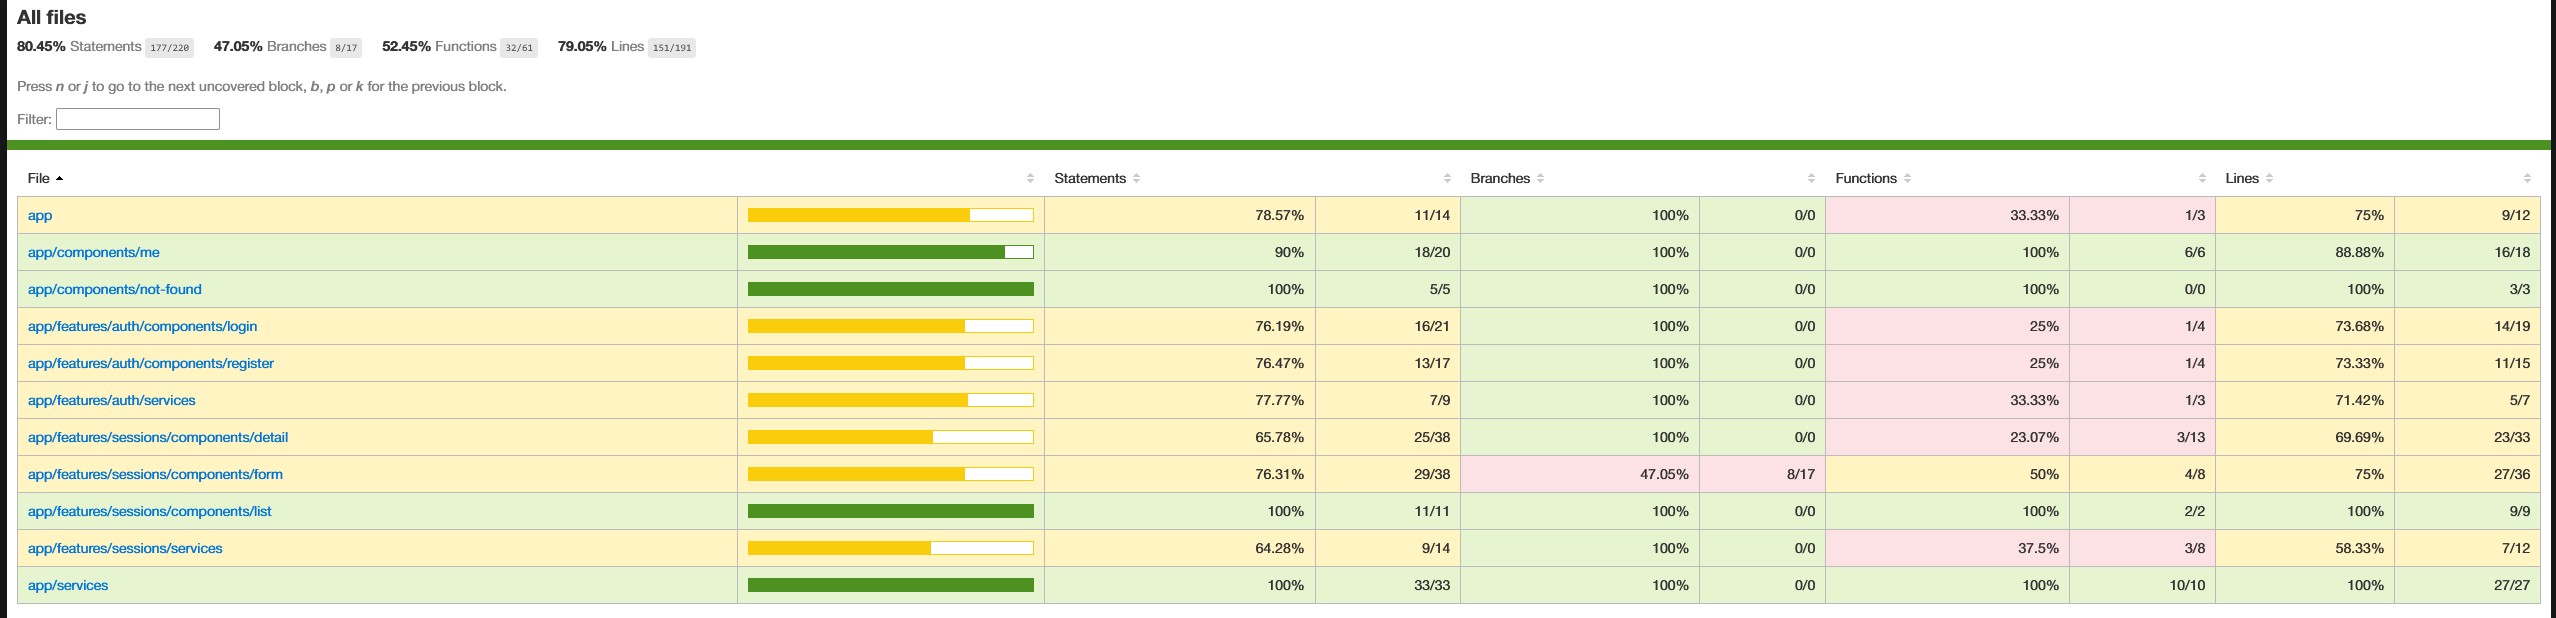 All files
80.45% Statements 177/220 47.05% Branches 8/17 52.45% Functions 32/61 79.05% Lines 151/191
Press n or j to go to the next uncovered block, b, p or k for the previous block.
Filter:
File Statements Branches Functions Lines
app 78.57% 11/14 100% 0/0 33.33% 1/3 75% 9/12
app/components/me 90% 18/20 100% 0/0 100% 6/6 88.88% 16/18
app/components/not-found 100% 5/5 100% 0/0 100% 0/0 100% 3/3
app/features/auth/components/login 76.19% 16/21 100% 0/0 25% 1/4 73.68% 14/19
app/features/auth/components/register 76.47% 13/17 100% 0/0 25% 1/4 73.33% 11/15
app/features/auth/services 77.77% 7/9 100% 0/0 33.33% 1/3 71.42% 5/7
app/features/sessions/components/detail 65.78% 25/38 100% 0/0 23.07% 3/13 69.69% 23/33
app/features/sessions/components/form 76.31% 29/38 47.05% 8/17 50% 4/8 75% 27/36
app/features/sessions/components/list 100% 11/11 100% 0/0 100% 2/2 100% 9/9
app/features/sessions/services 64.28% 9/14 100% 0/0 37.5% 3/8 58.33% 7/12
app/services 100% 33/33 100% 0/0 100% 10/10 100% 27/27